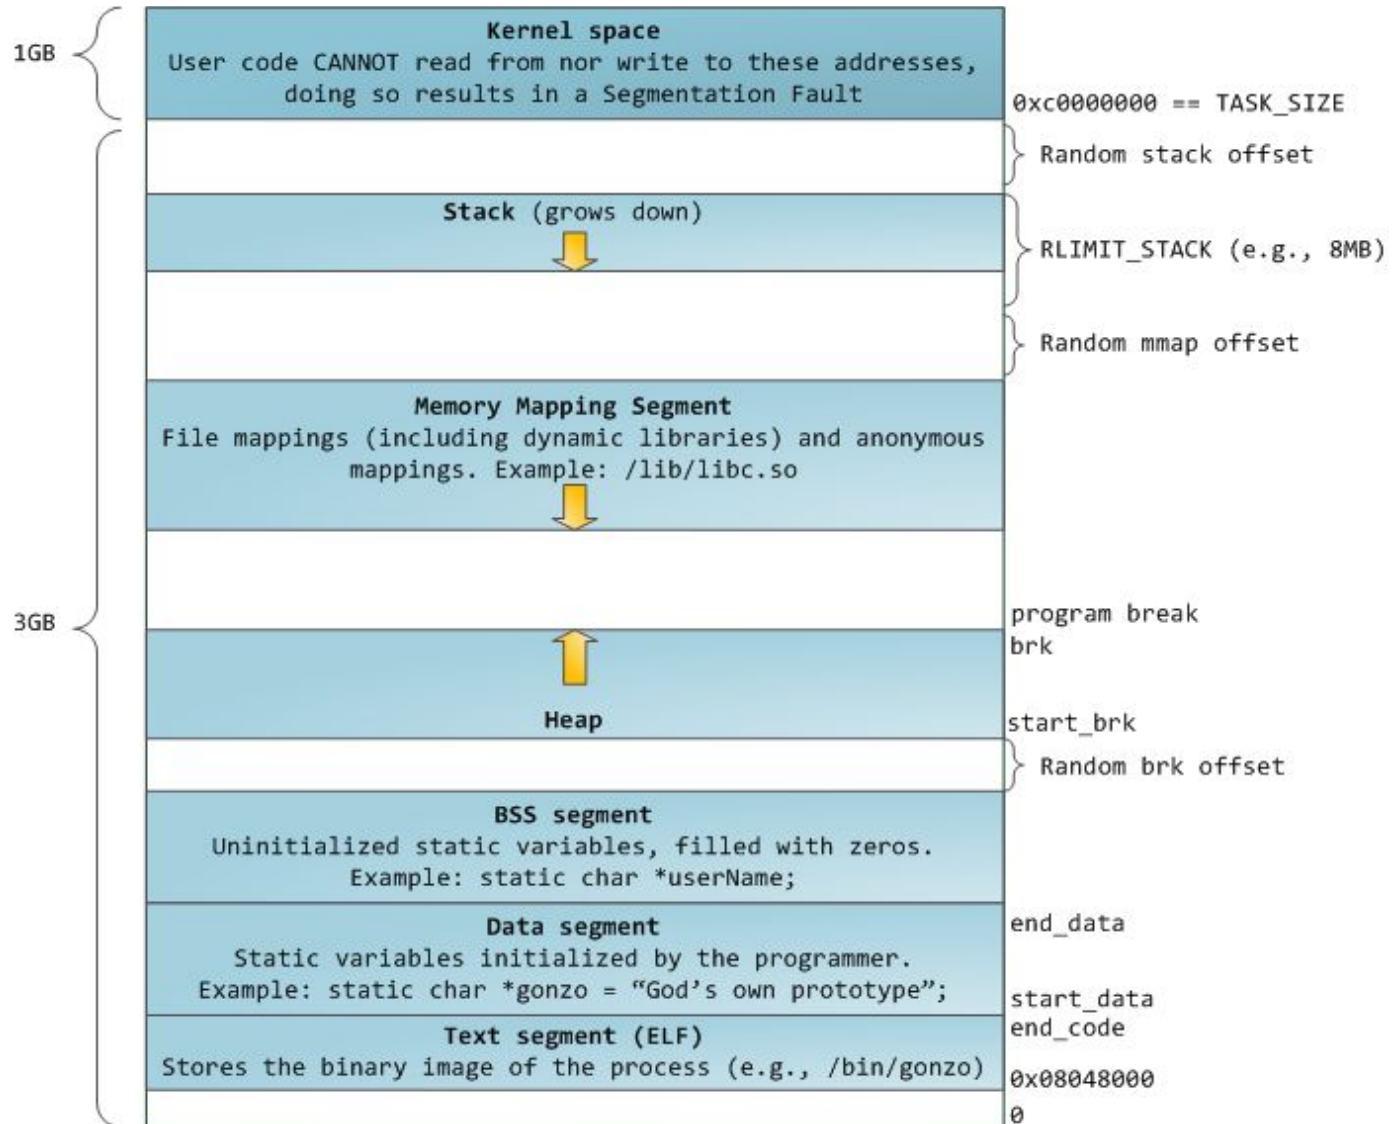 Kernel space
1GB
User code CANNOT read from nor write to these addresses,
doing so results in a Segmentation Fault
0xc0000000 == TASK_SIZE
Random stack offset
Stack (grows down)
RLIMIT_STACK (e.g., 8MB)
Random mmap offset
Memory Mapping Segment
File mappings (including dynamic libraries) and anonymous
mappings. Example: /lib/libc.so
3GB
program break
brk
Heap
start_brk
Random brk offset
BSS segment
Uninitialized static variables, filled with zeros.
Example: static char *userName;
Data segment
end_data
Static variables initialized by the programmer.
Example: static char *gonzo = “God’s own prototype”;
start_data
end_code
Text segment (ELF)
Stores the binary image of the process (e.g., /bin/gonzo)
0x08048000
0